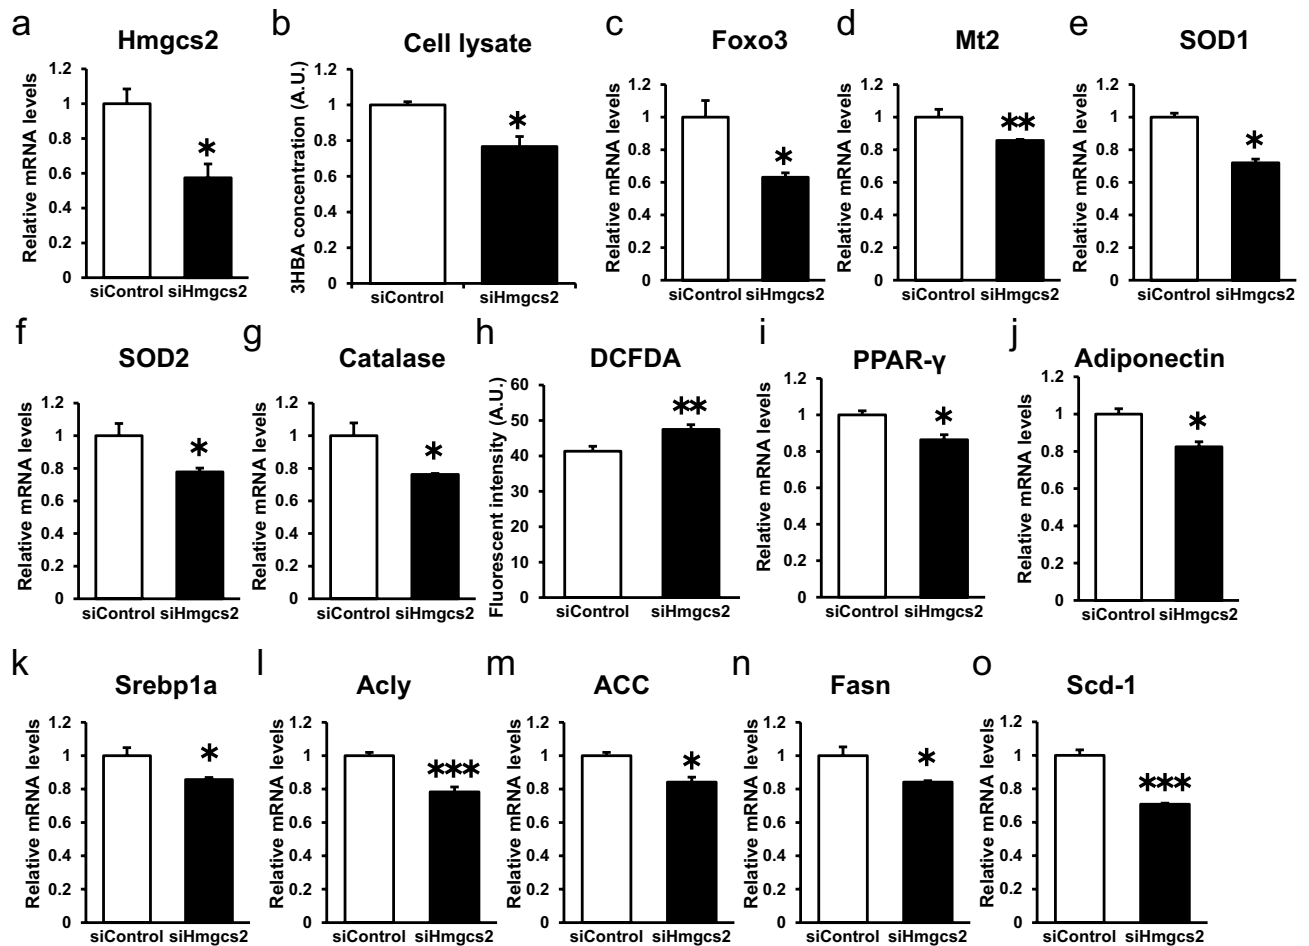 a
Hmgcs2
Relative mRNA levels
1.2
1
0.8
0.6
0.4
0.2
0
*
siControl siHmgcs2
b
Cell lysate
3HBA concentration (A.U.)
1.2
1
0.8
0.6
0.4
0.2
0
*
siControl siHmgcs2
c
Foxo3
Relative mRNA levels
1.2
1
0.8
0.6
0.4
0.2
0
*
siControl siHmgcs2
d
Mt2
Relative mRNA levels
1.2
1
0.8
0.6
0.4
0.2
0
**
siControl siHmgcs2
e
SOD1
Relative mRNA levels
1.2
1
0.8
0.6
0.4
0.2
0
*
siControl siHmgcs2
f
SOD2
Relative mRNA levels
1.2
1
0.8
0.6
0.4
0.2
0
*
siControl siHmgcs2
g
Catalase
Relative mRNA levels
1.2
1
0.8
0.6
0.4
0.2
0
*
siControl siHmgcs2
h
DCFDA
Fluorescent intensity (A.U.)
60
50
40
30
20
10
0
**
siControl siHmgcs2
i
PPAR-γ
Relative mRNA levels
1.2
1
0.8
0.6
0.4
0.2
0
*
siControl siHmgcs2
j
Adiponectin
Relative mRNA levels
1.2
1
0.8
0.6
0.4
0.2
0
*
siControl siHmgcs2
k
Srebp1a
Relative mRNA levels
1.2
1
0.8
0.6
0.4
0.2
0
*
siControl siHmgcs2
l
Acly
Relative mRNA levels
1.2
1
0.8
0.6
0.4
0.2
0
***
siControl siHmgcs2
m
ACC
Relative mRNA levels
1.2
1
0.8
0.6
0.4
0.2
0
*
siControl siHmgcs2
n
Fasn
Relative mRNA levels
1.2
1
0.8
0.6
0.4
0.2
0
*
siControl siHmgcs2
o
Scd-1
Relative mRNA levels
1.2
1
0.8
0.6
0.4
0.2
0
***
siControl siHmgcs2